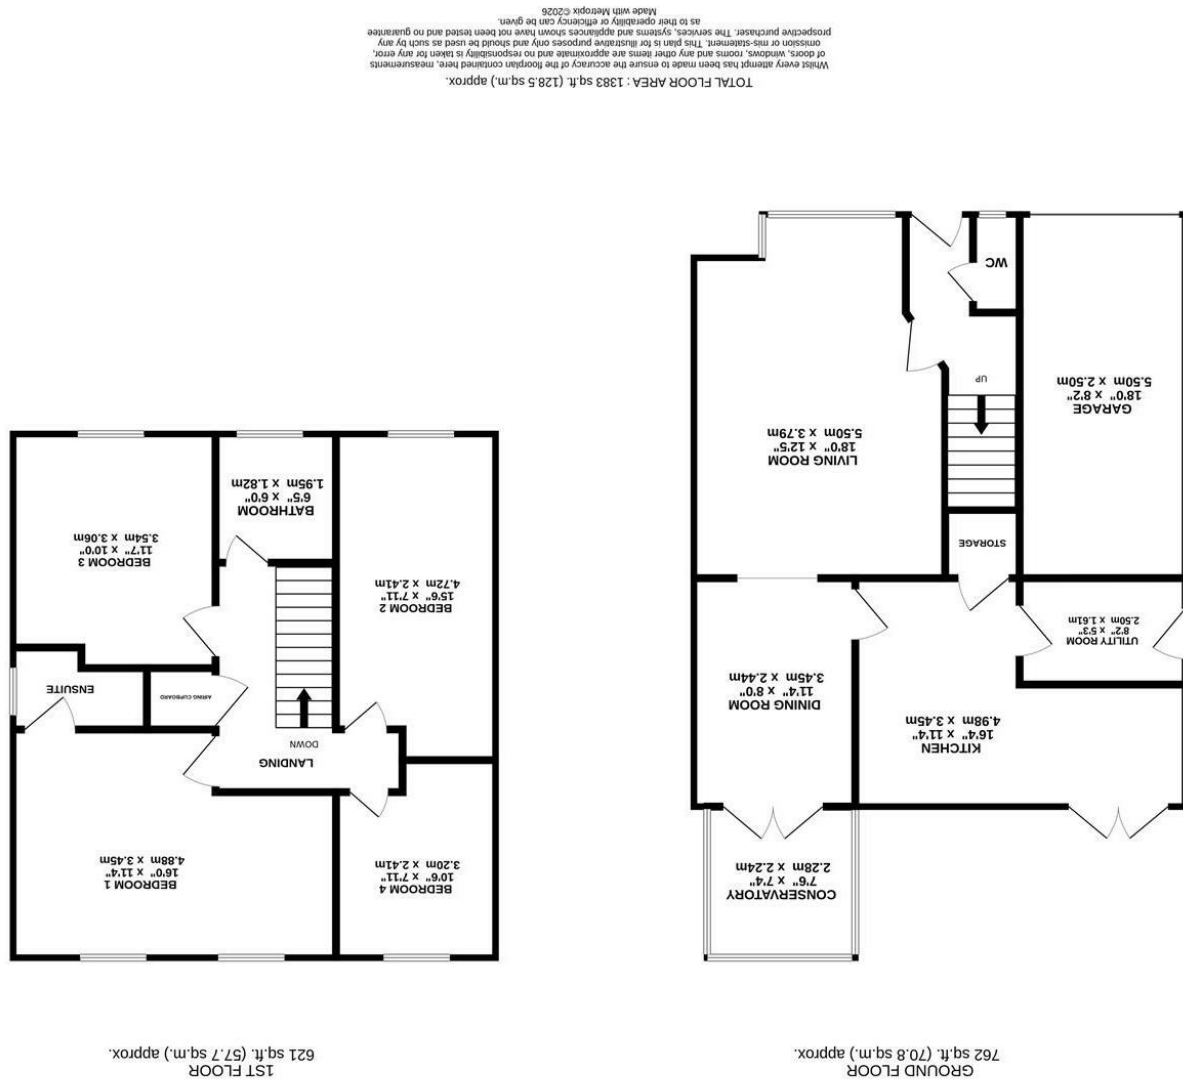 GROUND FLOOR
762 sq.ft. (70.8 sq.m.) approx.
1ST FLOOR
621 sq.ft. (57.7 sq.m.) approx.
CONSERVATORY
7'6" x 7'4"
2.28m x 2.24m
KITCHEN
16'4" x 11'4"
4.98m x 3.45m
DINING ROOM
11'4" x 8'0"
3.45m x 2.44m
UTILITY ROOM
8'2" x 5'3"
2.50m x 1.61m
STORAGE
LIVING ROOM
18'0" x 12'5"
5.50m x 3.79m
GARAGE
18'0" x 8'2"
5.50m x 2.50m
UP
WC
BEDROOM 4
10'6" x 7'11"
3.20m x 2.41m
BEDROOM 1
16'0" x 11'4"
4.88m x 3.45m
LANDING
DOWN
AIRING CUPBOARD
ENSUITE
BEDROOM 2
15'6" x 7'11"
4.72m x 2.41m
BEDROOM 3
11'7" x 10'0"
3.54m x 3.06m
BATHROOM
6'5" x 6'0"
1.95m x 1.82m
TOTAL FLOOR AREA : 1383 sq.ft. (128.5 sq.m.) approx.
Whilst every attempt has been made to ensure the accuracy of the floorplan contained here, measurements
of doors, windows, rooms and any other items are approximate and no responsibility is taken for any error,
omission or mis-statement. This plan is for illustrative purposes only and should be used as such by any
prospective purchaser. The services, systems and appliances shown have not been tested and no guarantee
as to their operability or efficiency can be given.
Made with Metropix ©2026